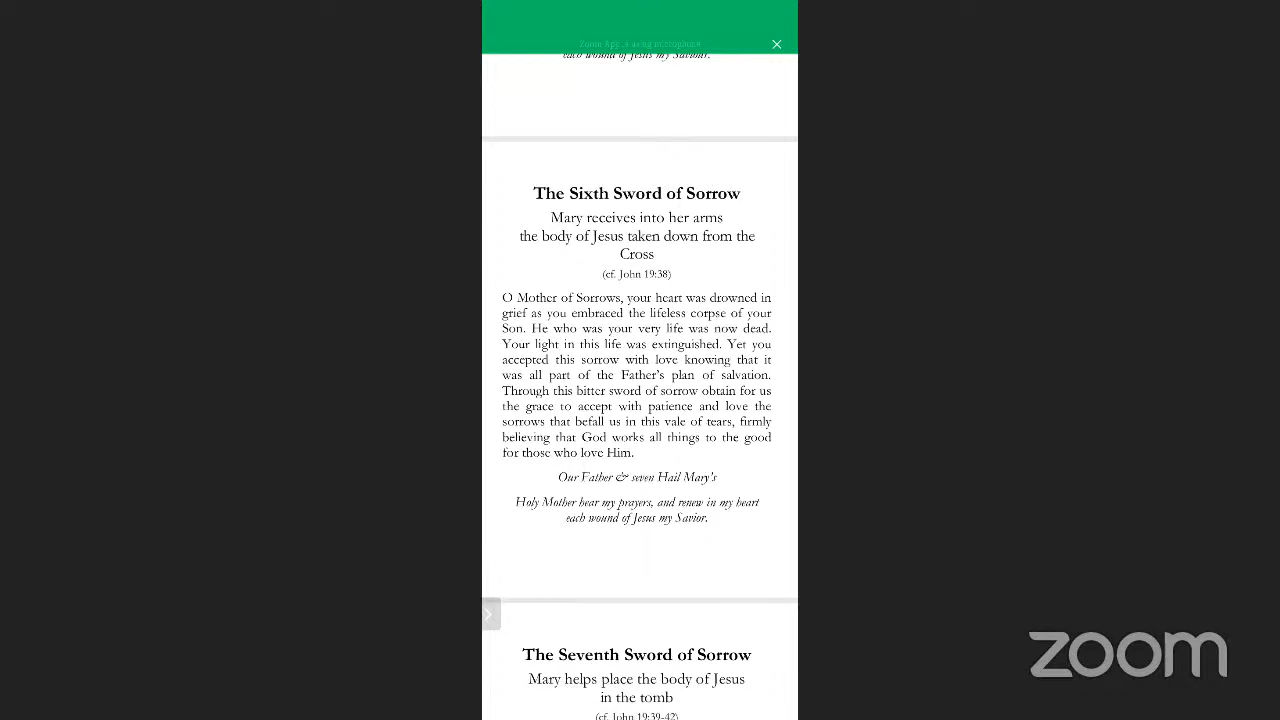 each wound of Jesus my Saviour.
The Sixth Sword of Sorrow
Mary receives into her arms
the body of Jesus taken down from the
Cross
(cf. John 19:38)
O Mother of Sorrows, your heart was drowned in
grief as you embraced the lifeless corpse of your
Son. He who was your very life was now dead.
Your light in this life was extinguished. Yet you
accepted this sorrow with love knowing that it
was all part of the Father's plan of salvation.
Through this bitter sword of sorrow obtain for us
the grace to accept with patience and love the
sorrows that befall us in this vale of tears, firmly
believing that God works all things to the good
for those who love Him.
Our Father & seven Hail Mary's
Holy Mother hear my prayers, and renew in my heart
each wound of Jesus my Savior.
The Seventh Sword of Sorrow
Mary helps place the body of Jesus
in the tomb
(cf. John 19:39-42)
zoom